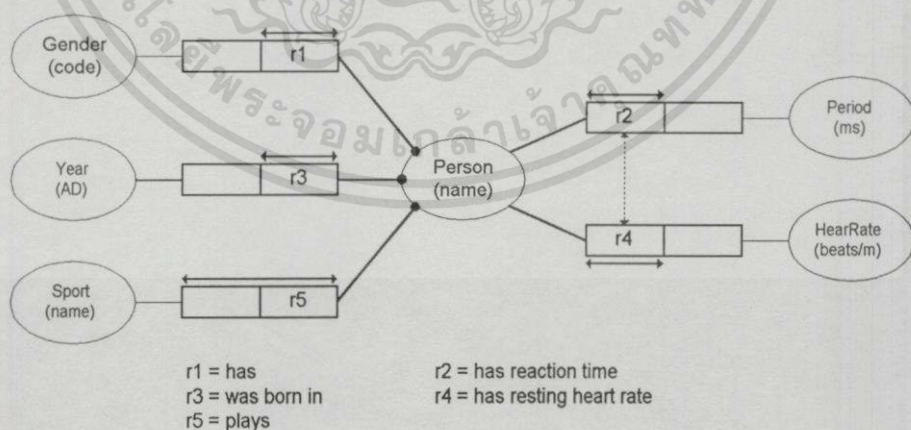 Gender
(code)
r1
Year
(AD)
r3
Sport
(name)
r5
Person
(name)
r2
Period
(ms)
r4
HearRate
(beats/m)
r1 = has
r3 = was born in
r5 = plays
r2 = has reaction time
r4 = has resting heart rate